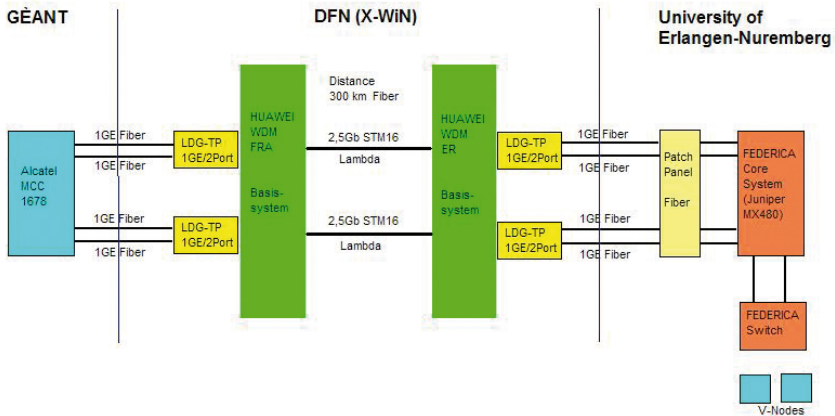 GÈANT
DFN (X-WiN)
University of
Erlangen-Nuremberg
Distance
300 km Fiber
1GE Fiber
1GE Fiber
1GE Fiber
1GE Fiber
Alcatel
MCC
1678
LDG-TP
1GE/2Port
LDG-TP
1GE/2Port
HUAWEI
WDM
FRA
Basis-
system
2,5Gb STM16
Lambda
2,5Gb STM16
Lambda
HUAWEI
WDM
ER
Basis-
system
LDG-TP
1GE/2Port
LDG-TP
1GE/2Port
1GE Fiber
1GE Fiber
1GE Fiber
1GE Fiber
Patch
Panel
Fiber
FEDERICA
Core
System
(Juniper
MX480)
FEDERICA
Switch
V-Nodes